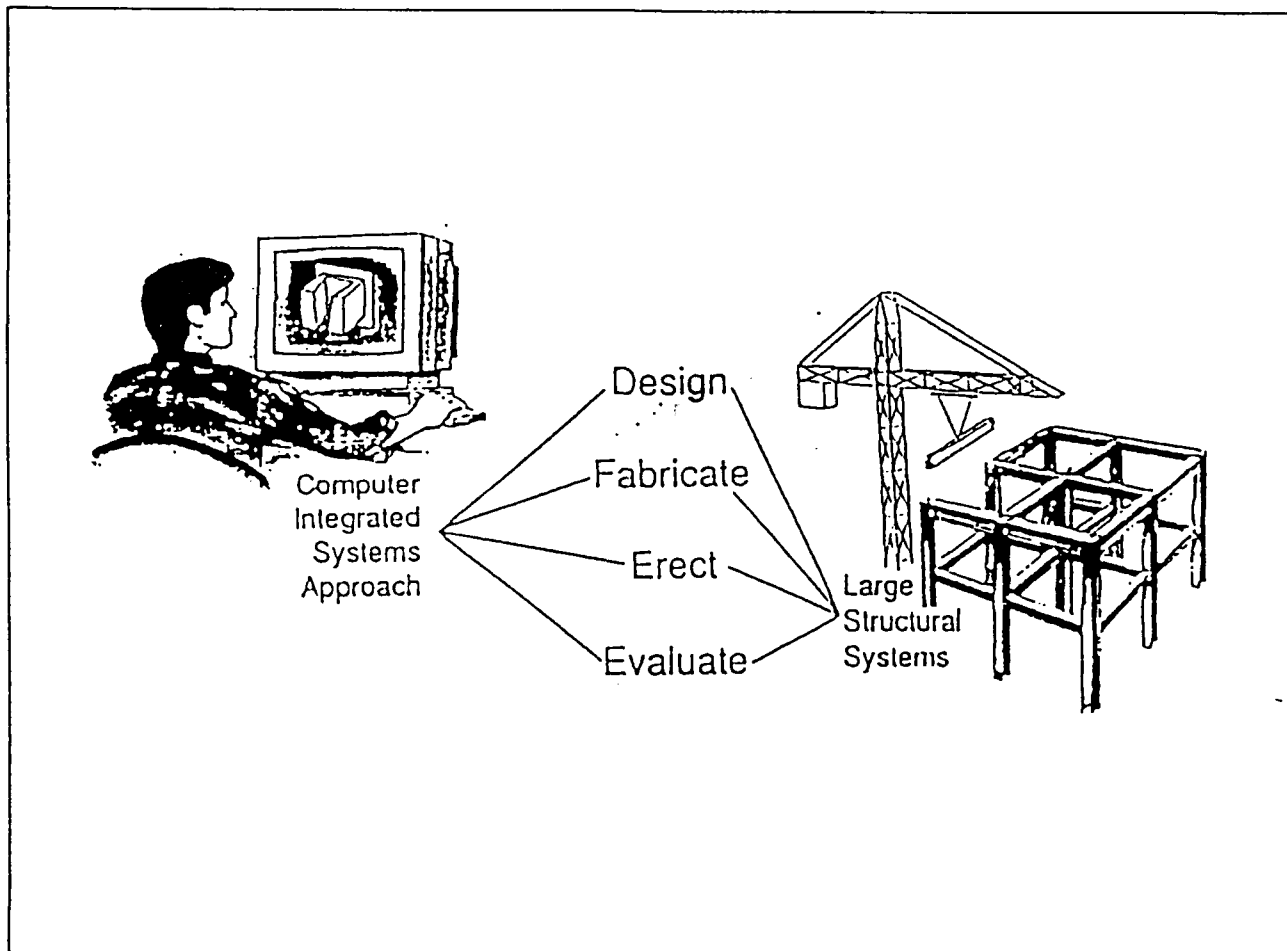 Design
Fabricate
Erect
Evaluate
Computer
Integrated
Systems
Approach
Large
Structural
Systems